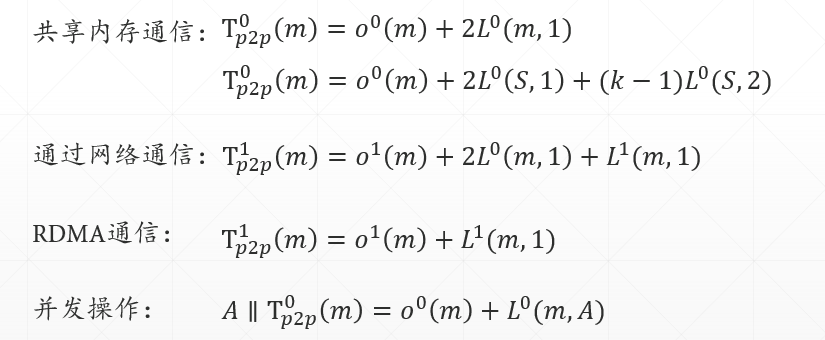 共享内存通信： T⁰ₚ₂ₚ(m) = o⁰(m) + 2L⁰(m, 1)
T⁰ₚ₂ₚ(m) = o⁰(m) + 2L⁰(S, 1) + (k − 1)L⁰(S, 2)
通过网络通信： T¹ₚ₂ₚ(m) = o¹(m) + 2L⁰(m, 1) + L¹(m, 1)
RDMA通信： T¹ₚ₂ₚ(m) = o¹(m) + L¹(m, 1)
并发操作： A ∥ T⁰ₚ₂ₚ(m) = o⁰(m) + L⁰(m, A)